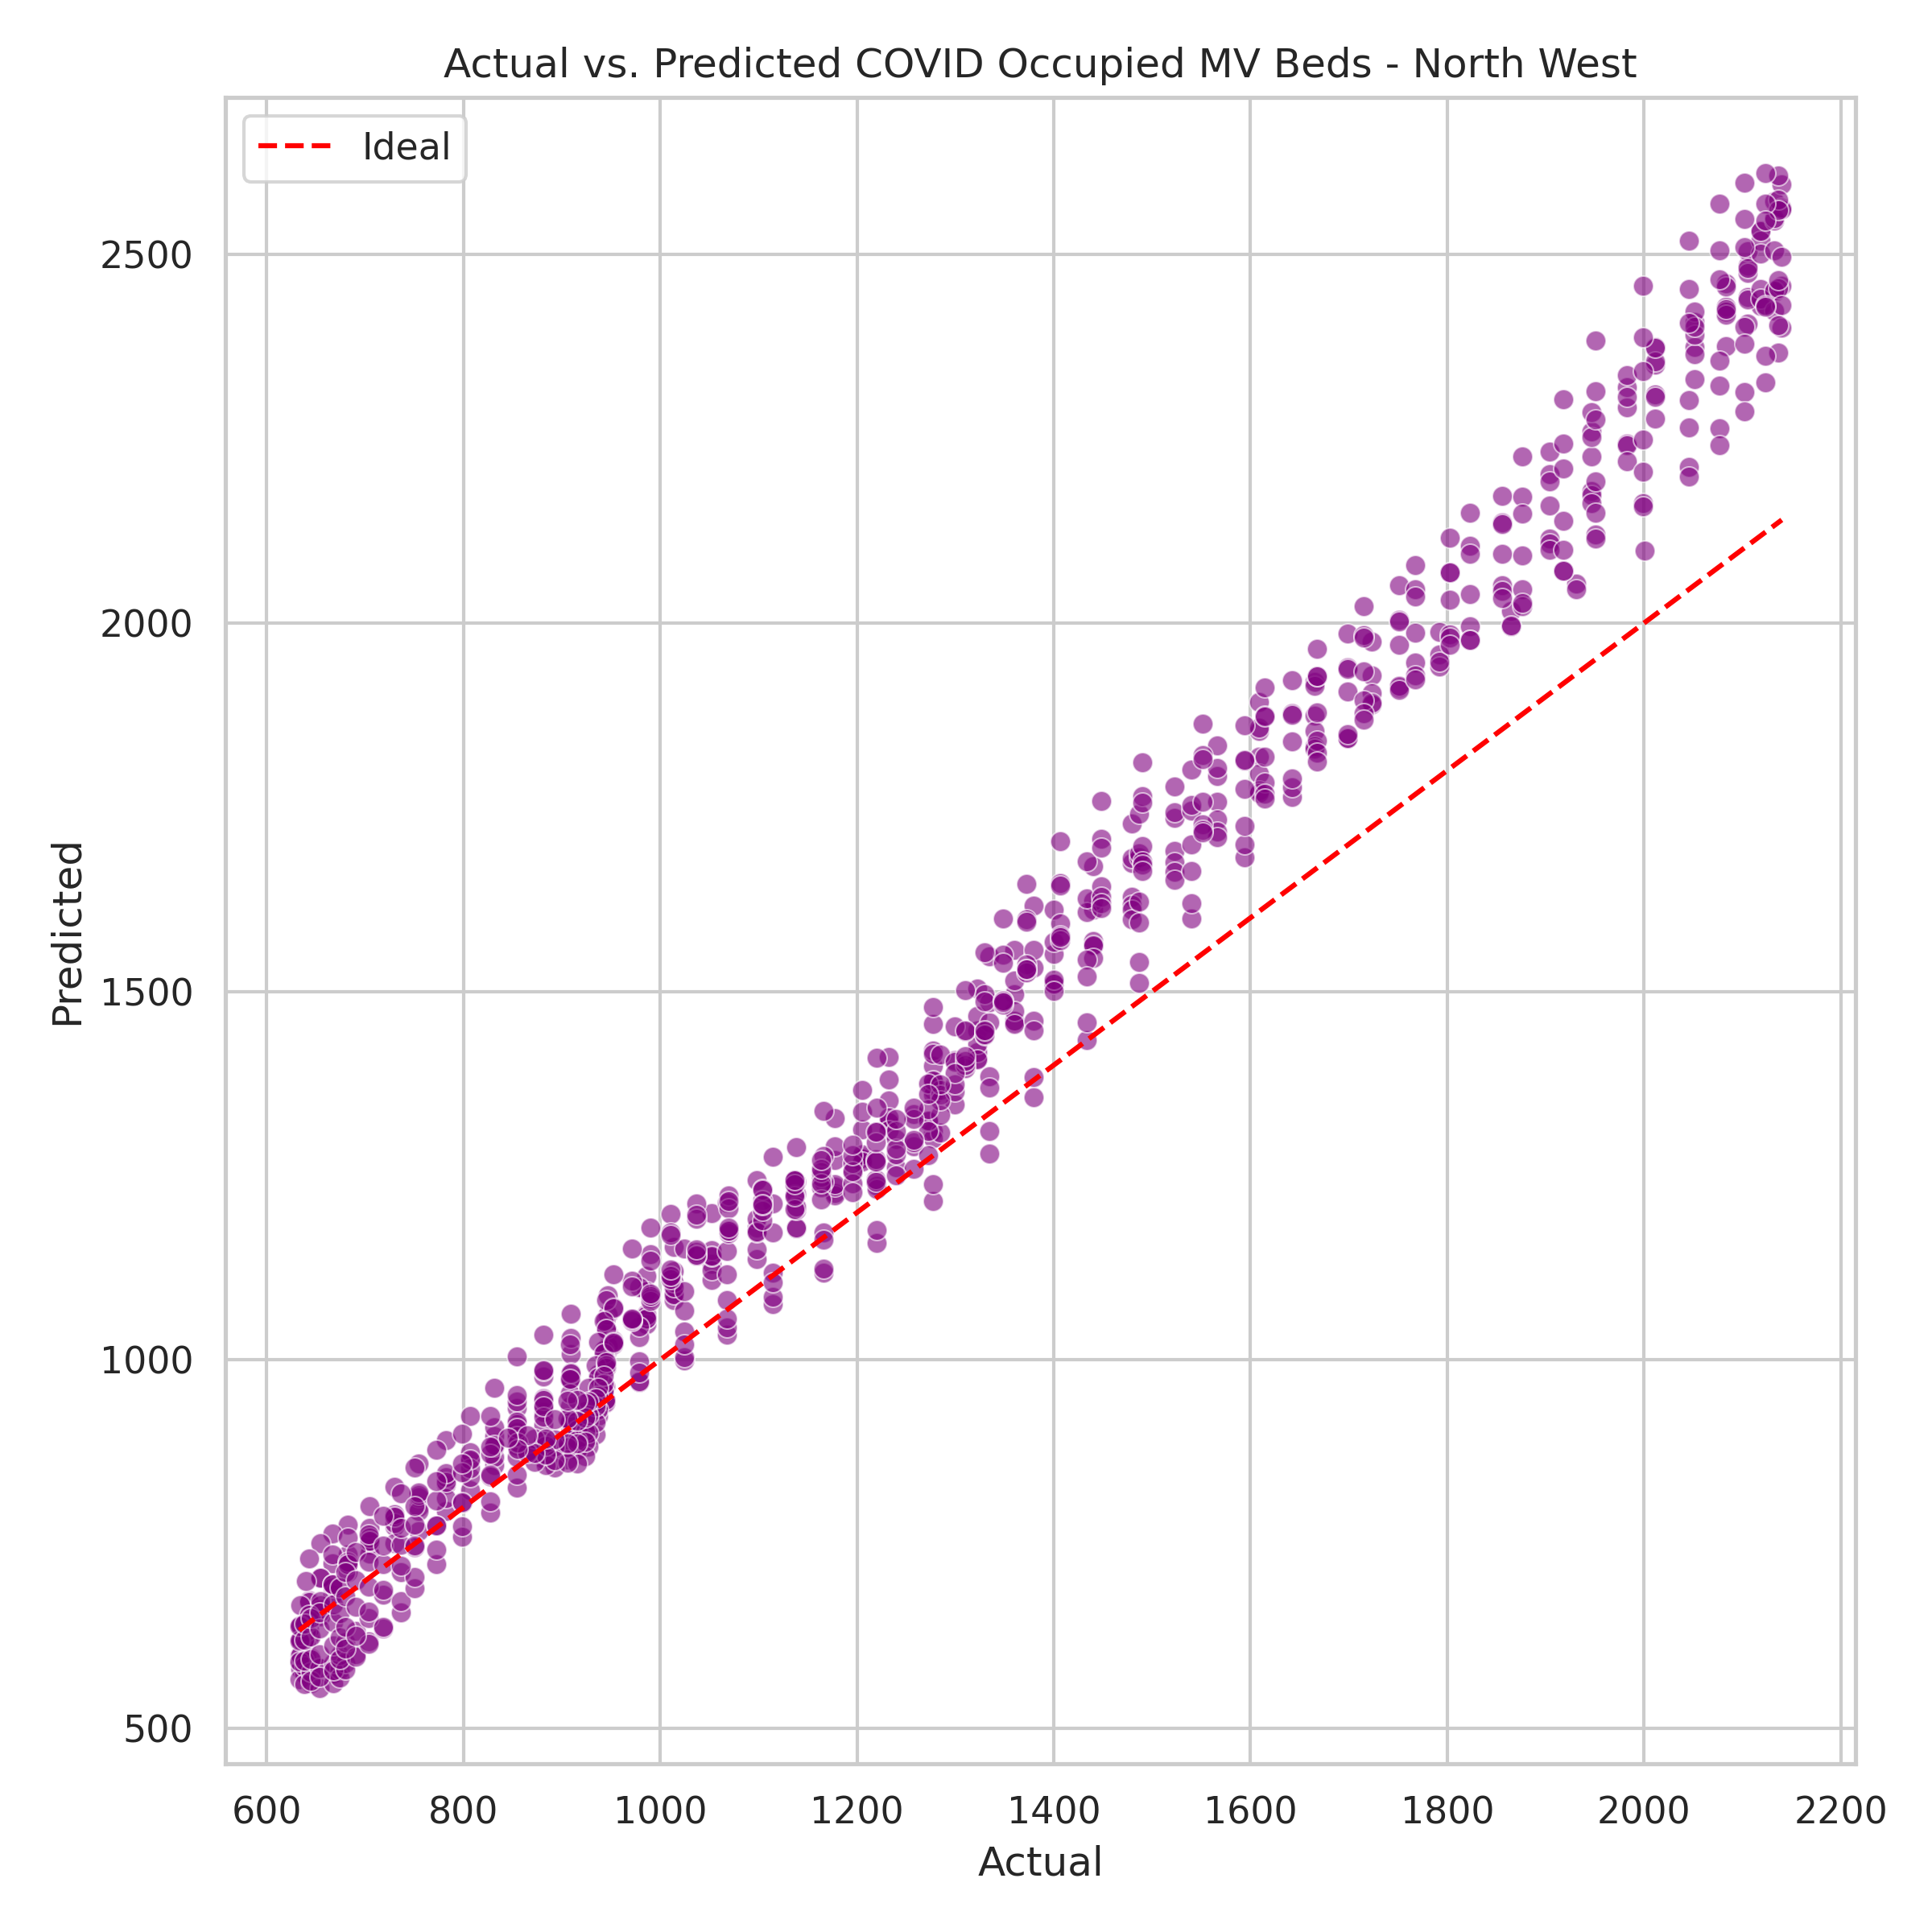 Actual vs. Predicted COVID Occupied MV Beds - North West
Ideal
2500
2000
1500
1000
500
Predicted
600 800 1000 1200 1400 1600 1800 2000 2200
Actual